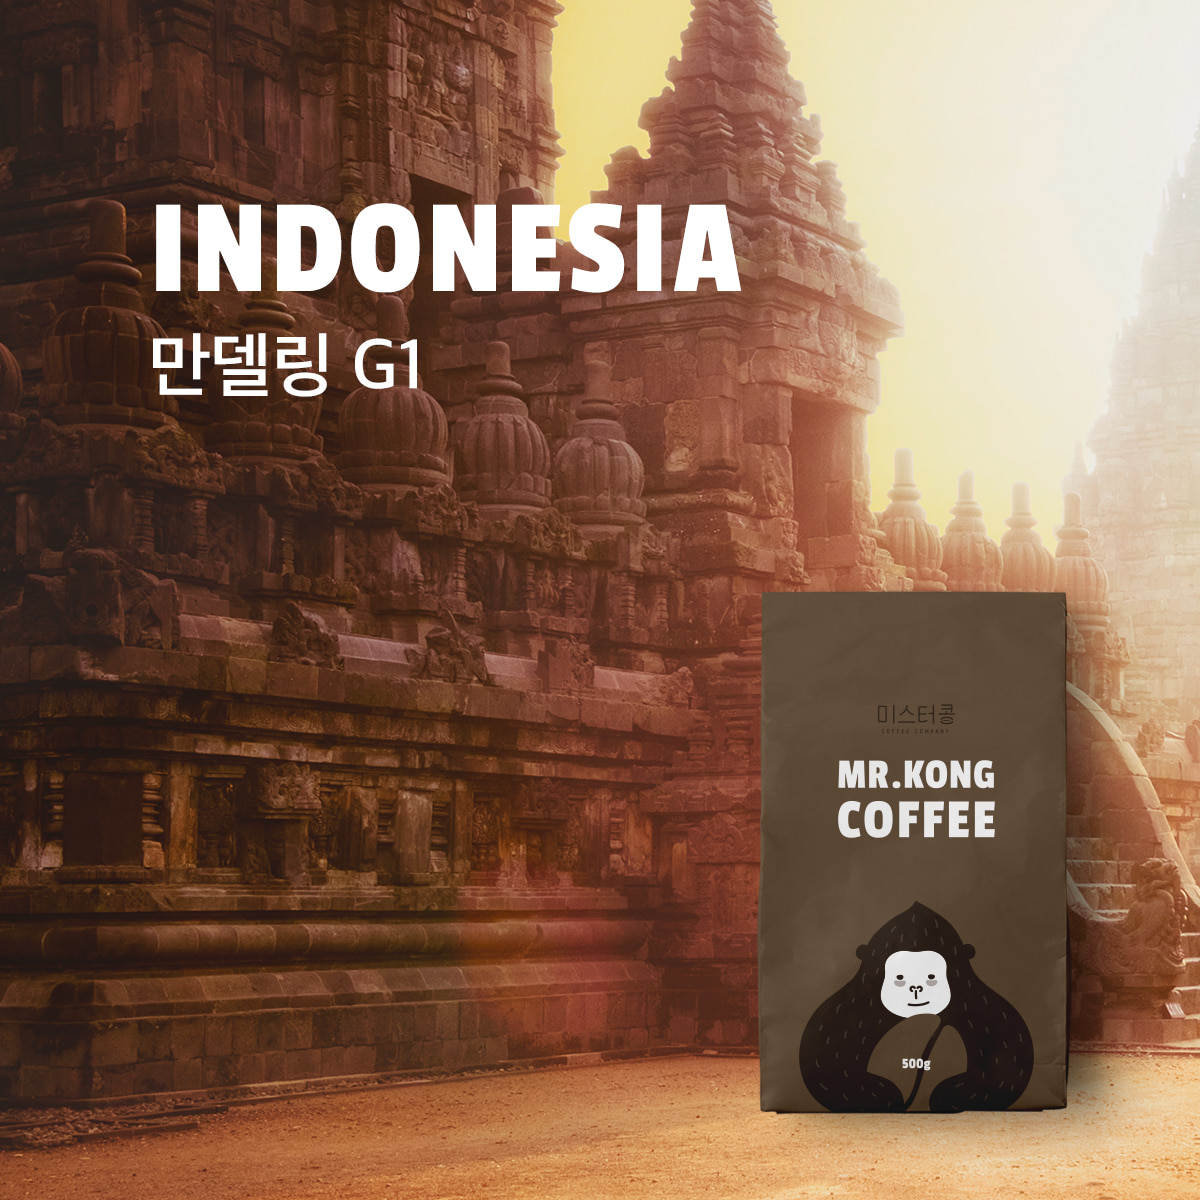 INDONESIA
만델링 G1
미스터콩
COFFEE COMPANY
MR.KONG
COFFEE
500g